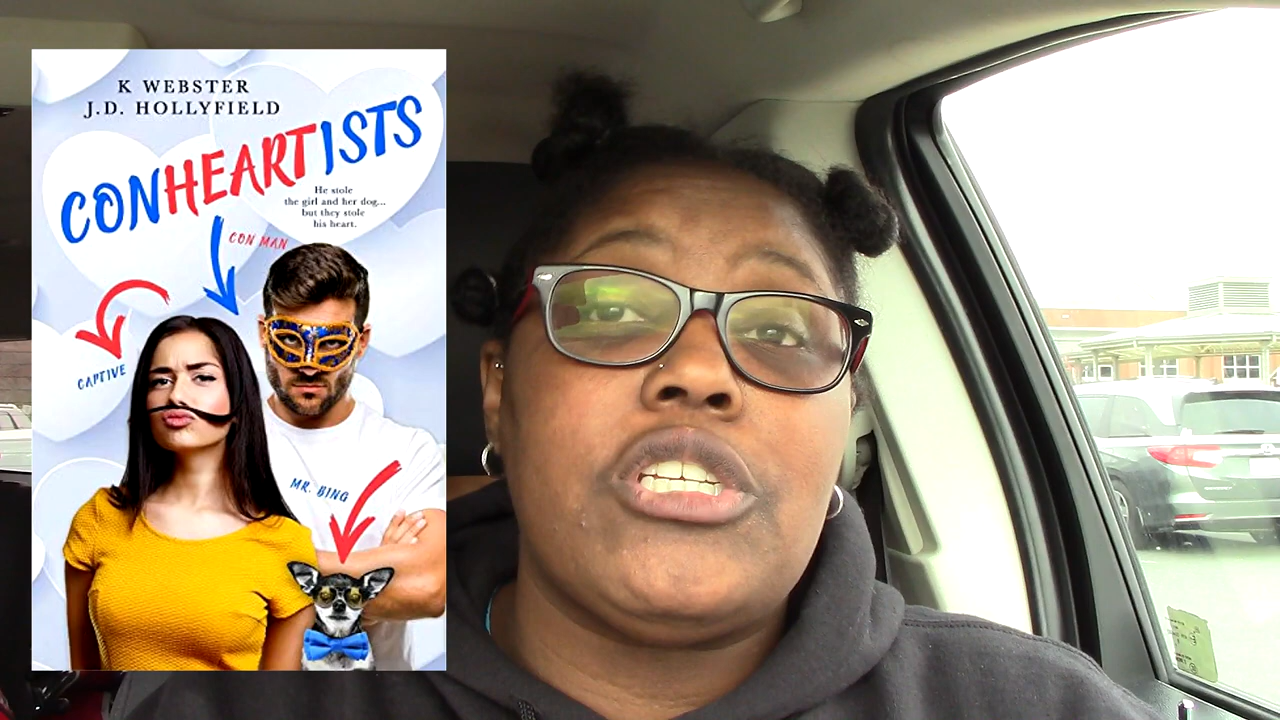 K WEBSTER
J.D. HOLLYFIELD
CONHEARTISTS
He stole
the girl and her dog...
but they stole
his heart.
CON MAN
CAPTIVE
MR. BING